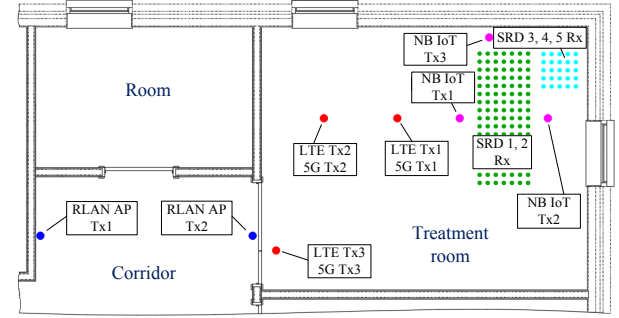 NB IoT
Tx3
SRD 3, 4, 5 Rx
NB IoT
Tx1
Room
LTE Tx2
5G Tx2
LTE Tx1
5G Tx1
SRD 1, 2
Rx
NB IoT
Tx2
RLAN AP
Tx1
RLAN AP
Tx2
Treatment
room
LTE Tx3
5G Tx3
Corridor